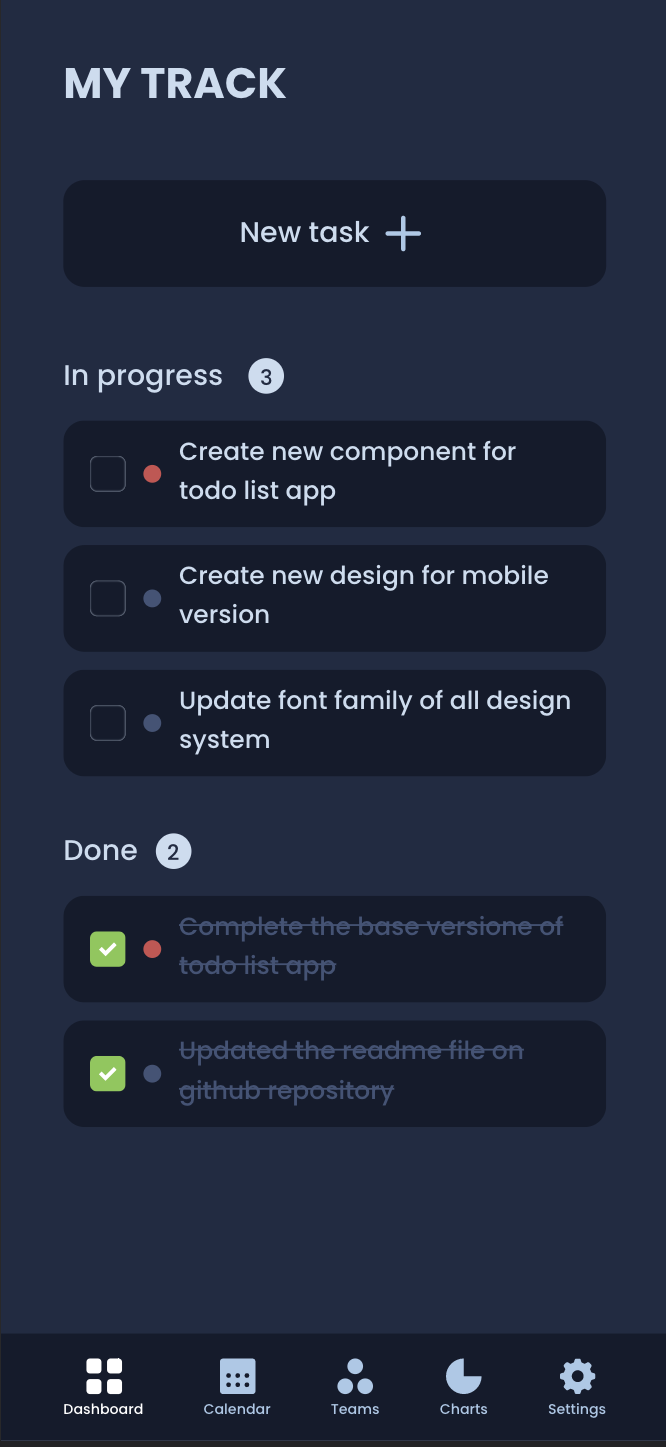 MY TRACK
New task
In progress 3
Create new component for
todo list app
Create new design for mobile
version
Update font family of all design
system
Done 2
Complete the base versione of
todo list app
Updated the readme file on
github repository
Dashboard Calendar Teams Charts Settings